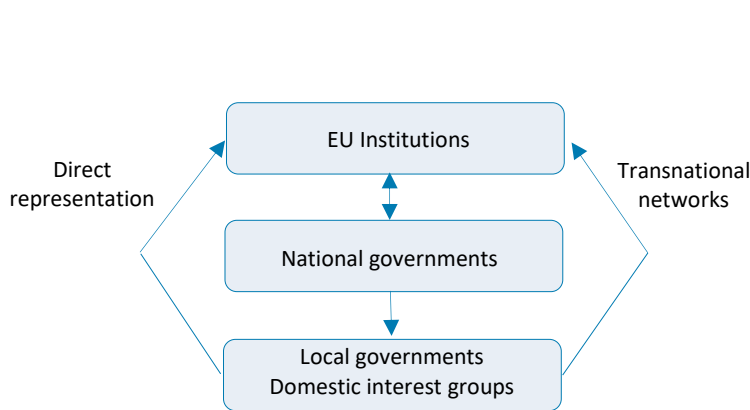 EU Institutions
Direct
representation
Transnational
networks
National governments
Local governments
Domestic interest groups